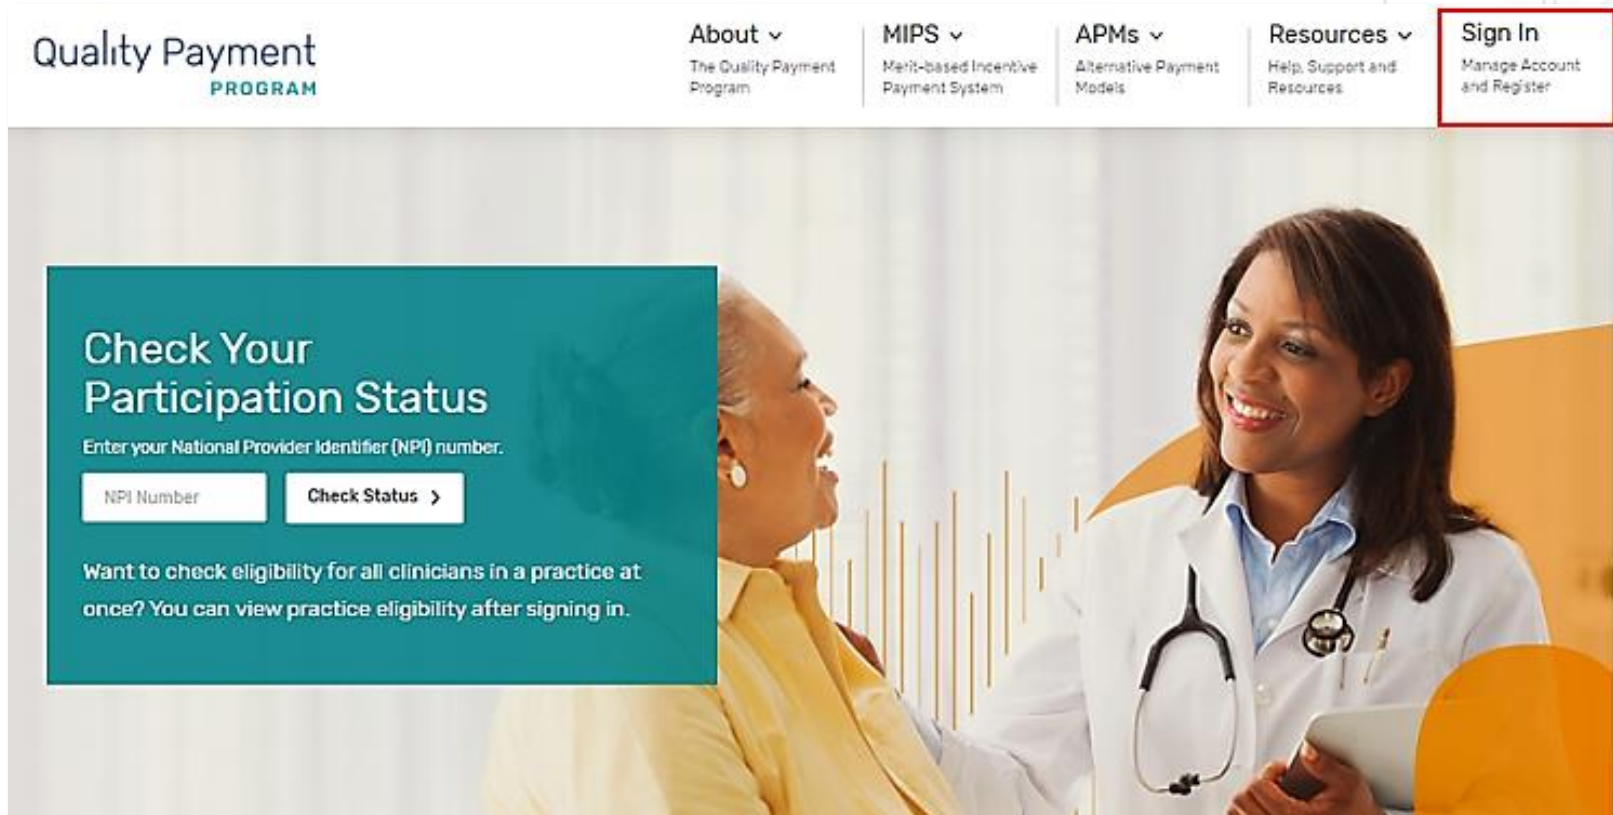 Quality Payment
PROGRAM
About
The Quality Payment
Program
MIPS
Merit-based Incentive
Payment System
APMs
Alternative Payment
Models
Resources
Help, Support and
Resources
Sign In
Manage Account
and Register
Check Your
Participation Status
Enter your National Provider Identifier (NPI) number.
NPI Number
Check Status
Want to check eligibility for all clinicians in a practice at
once? You can view practice eligibility after signing in.